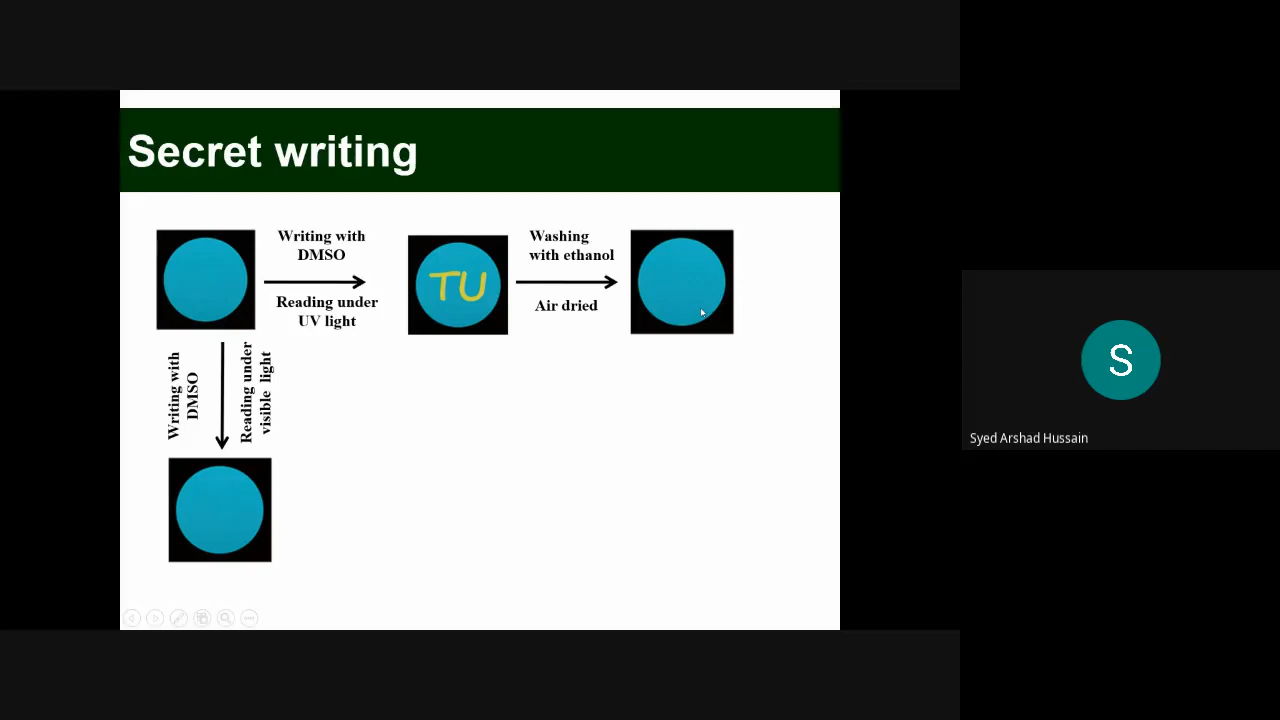 Secret writing
Writing with
DMSO
Reading under
UV light
TU
Washing
with ethanol
Air dried
Writing with
DMSO
Reading under
visible light
S
Syed Arshad Hussain